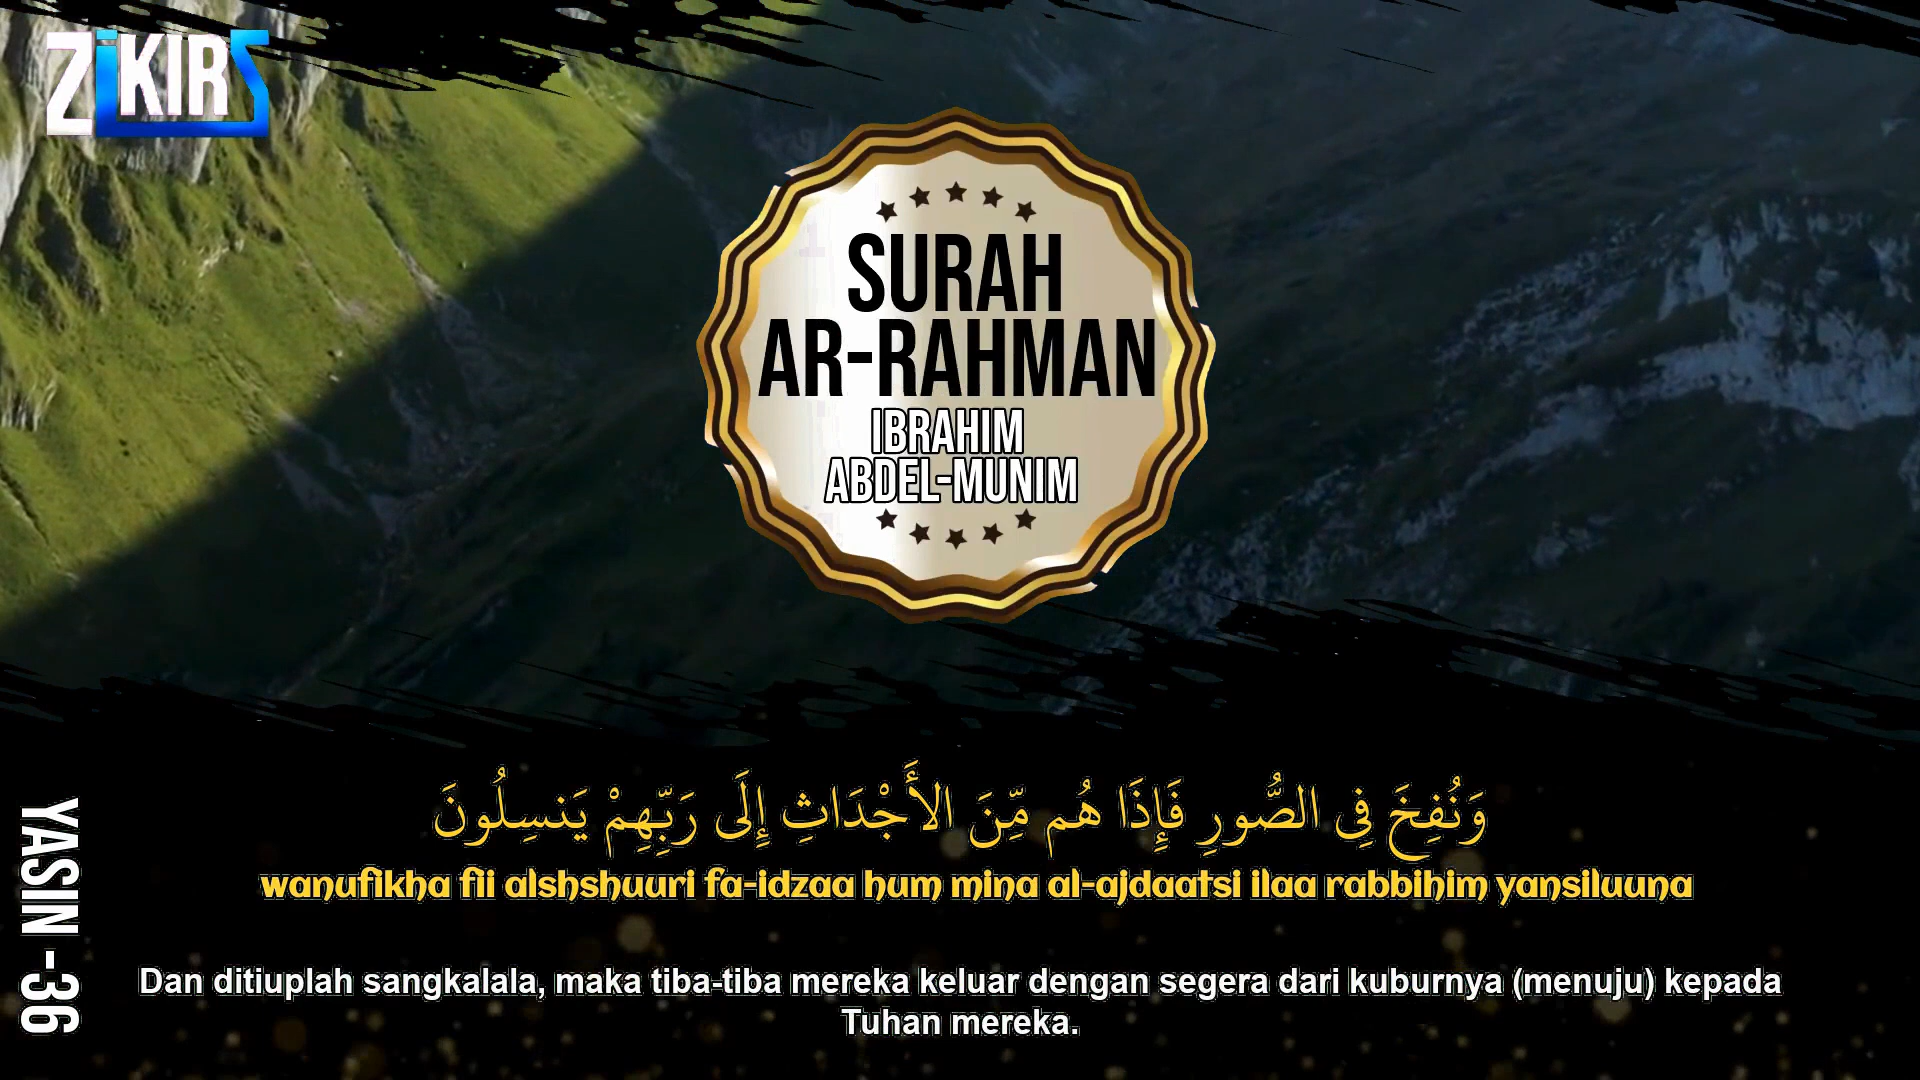 ZIKIRS
SURAH
AR-RAHMAN
IBRAHIM
ABDEL-MUNIM
وَنُفِخَ فِى الصُّورِ فَإِذَا هُم مِّنَ الأَجْدَاثِ إِلَى رَبِّهِمْ يَنسِلُونَ
wanufikha fii alshshuuri fa-idzaa hum mina al-ajdaatsi ilaa rabbihim yansiluuna
Dan ditiuplah sangkalala, maka tiba-tiba mereka keluar dengan segera dari kuburnya (menuju) kepada
Tuhan mereka.
YASIN -36